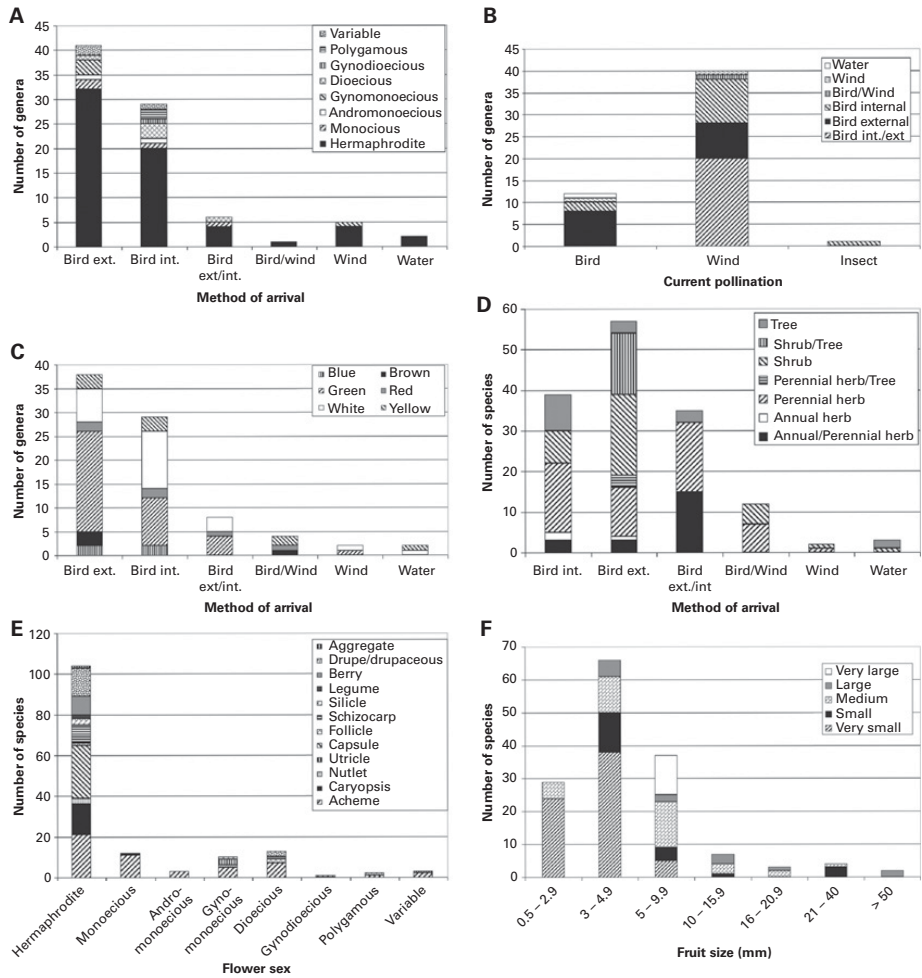 A
45
40
35
30
25
20
15
10
5
0
Number of genera
Variable
Polygamous
Gynodioecious
Dioecious
Gynomonoecious
Andromonoecious
Monocious
Hermaphrodite
Bird ext. Bird int. Bird ext/int. Bird/wind Wind Water
Method of arrival
B
45
40
35
30
25
20
15
10
5
0
Number of genera
Water
Wind
Bird/Wind
Bird internal
Bird external
Bird int./ext
Bird Wind Insect
Current pollination
C
40
35
30
25
20
15
10
5
0
Number of genera
Blue Brown
Green Red
White Yellow
Bird ext. Bird int. Bird ext/int. Bird/Wind Wind Water
Method of arrival
D
60
50
40
30
20
10
0
Number of species
Tree
Shrub/Tree
Shrub
Perennial herb/Tree
Perennial herb
Annual herb
Annual/Perennial herb
Bird int. Bird ext. Bird ext./int Bird/Wind Wind Water
Method of arrival
E
120
100
80
60
40
20
0
Number of species
Aggregate
Drupe/drupaceous
Berry
Legume
Silicle
Schizocarp
Follicle
Capsule
Utricle
Nutlet
Caryopsis
Acheme
Hermaphrodite
Monoecious
Andro-
monoecious
Gyno-
monoecious
Dioecious
Gynodioecious
Polygamous
Variable
Flower sex
F
70
60
50
40
30
20
10
0
Number of species
Very large
Large
Medium
Small
Very small
0.5 – 2.9
3 – 4.9
5 – 9.9
10 – 15.9
16 – 20.9
21 – 40
> 50
Fruit size (mm)